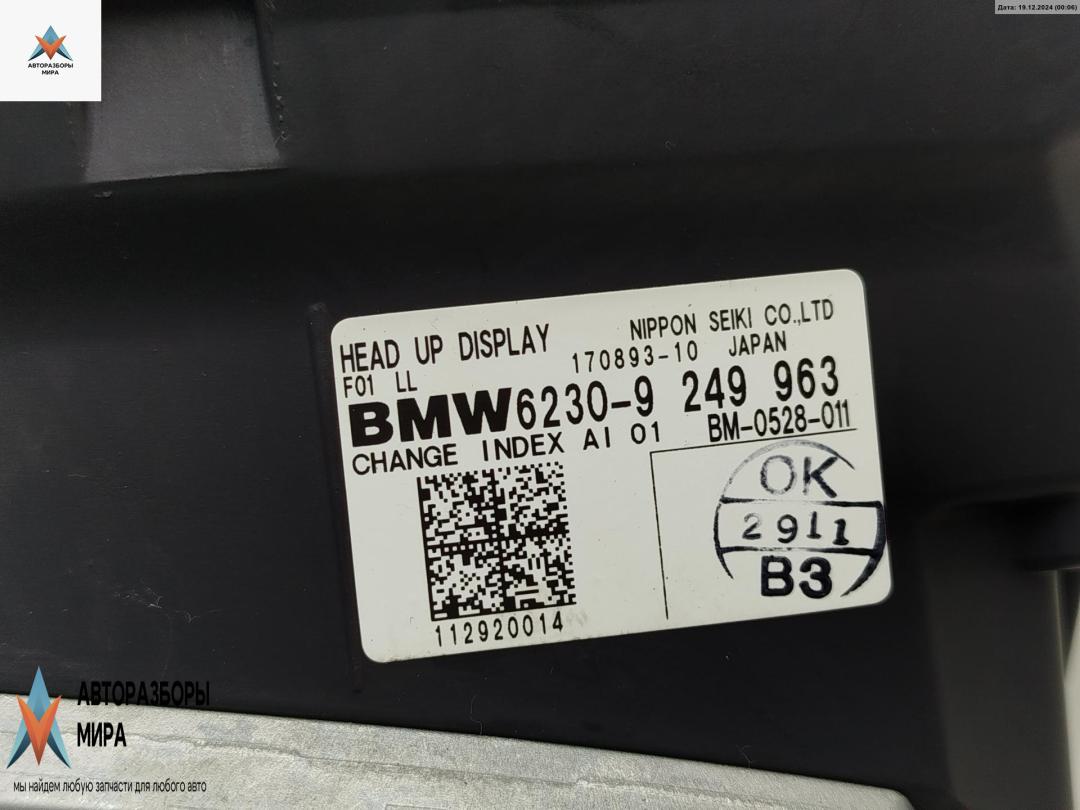 Дата: 19.12.2024 (00:06)
АВТОРАЗБОРЫ
МИРА
HEAD UP DISPLAY
NIPPON SEIKI CO.,LTD
F01 LL
170893-10 JAPAN
BMW 6230-9 249 963
CHANGE INDEX AI 01
BM-0528-011
OK
2911
B3
112920014
АВТОРАЗБОРЫ
МИРА
мы найдем любую запчасти для любого авто